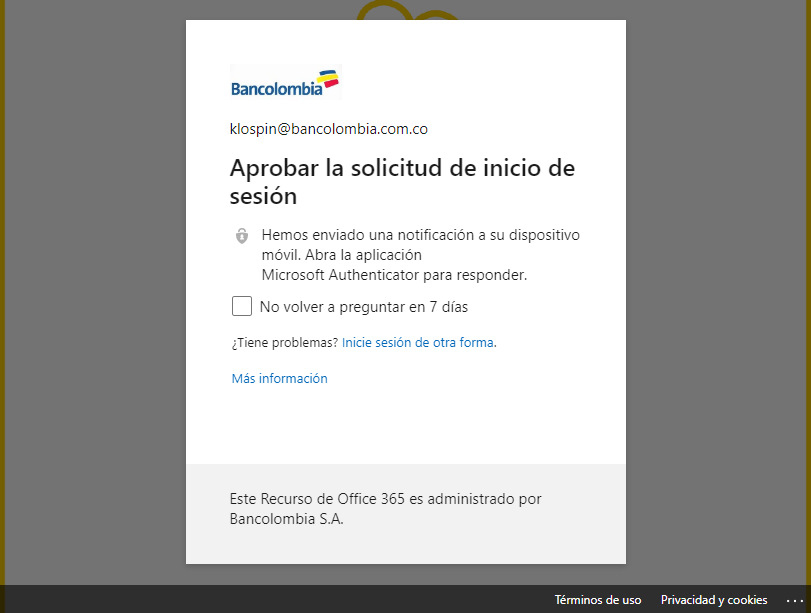 Bancolombia
klospin@bancolombia.com.co
Aprobar la solicitud de inicio de
sesión
Hemos enviado una notificación a su dispositivo
móvil. Abra la aplicación
Microsoft Authenticator para responder.
No volver a preguntar en 7 días
¿Tiene problemas? Inicie sesión de otra forma.
Más información
Este Recurso de Office 365 es administrado por
Bancolombia S.A.
Términos de uso Privacidad y cookies ...